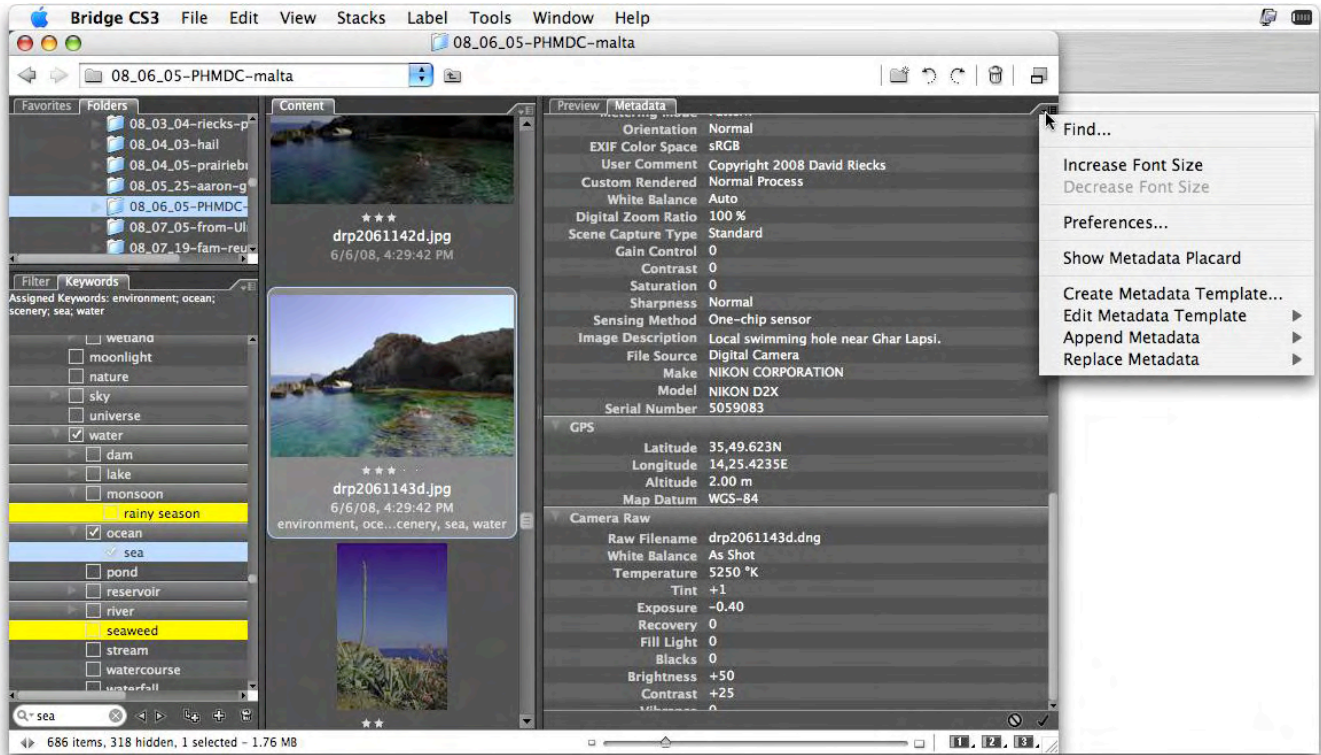 Bridge CS3 File Edit View Stacks Label Tools Window Help
08_06_05-PHMDC-malta
08_06_05-PHMDC-malta
Favorites Folders
08_03_04-riecks-p
08_04_03-hail
08_04_05-prairieb
08_05_25-aaron-g
08_06_05-PHMDC-
08_07_05-from-Ul
08_07_19-fam-reu
Filter Keywords
Assigned Keywords: environment; ocean;
scenery; sea; water
wetland
moonlight
nature
sky
universe
water
dam
lake
monsoon
rainy season
ocean
sea
pond
reservoir
river
seaweed
stream
watercourse
waterfall
sea
Content
drp2061142d.jpg
6/6/08, 4:29:42 PM
drp2061143d.jpg
6/6/08, 4:29:42 PM
environment, oce...cenery, sea, water
Preview Metadata
Metering Mode Pattern
Orientation Normal
EXIF Color Space sRGB
User Comment Copyright 2008 David Riecks
Custom Rendered Normal Process
White Balance Auto
Digital Zoom Ratio 100 %
Scene Capture Type Standard
Gain Control 0
Contrast 0
Saturation 0
Sharpness Normal
Sensing Method One-chip sensor
Image Description Local swimming hole near Ghar Lapsi.
File Source Digital Camera
Make NIKON CORPORATION
Model NIKON D2X
Serial Number 5059083
GPS
Latitude 35,49.623N
Longitude 14,25.4235E
Altitude 2.00 m
Map Datum WGS-84
Camera Raw
Raw Filename drp2061143d.dng
White Balance As Shot
Temperature 5250 °K
Tint +1
Exposure -0.40
Recovery 0
Fill Light 0
Blacks 0
Brightness +50
Contrast +25
Vibrance 0
Find...
Increase Font Size
Decrease Font Size
Preferences...
Show Metadata Placard
Create Metadata Template...
Edit Metadata Template
Append Metadata
Replace Metadata
686 items, 318 hidden, 1 selected - 1.76 MB
1 2 3